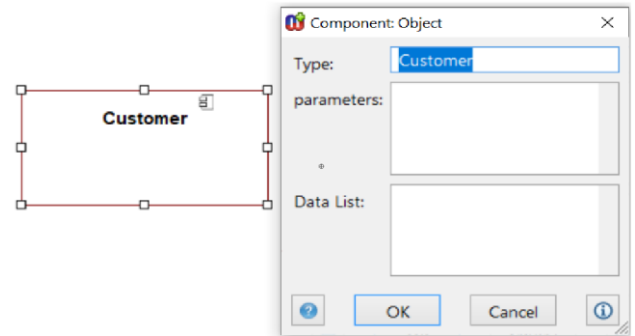 Customer
Component: Object
Type:
Customer
parameters:
Data List:
OK
Cancel